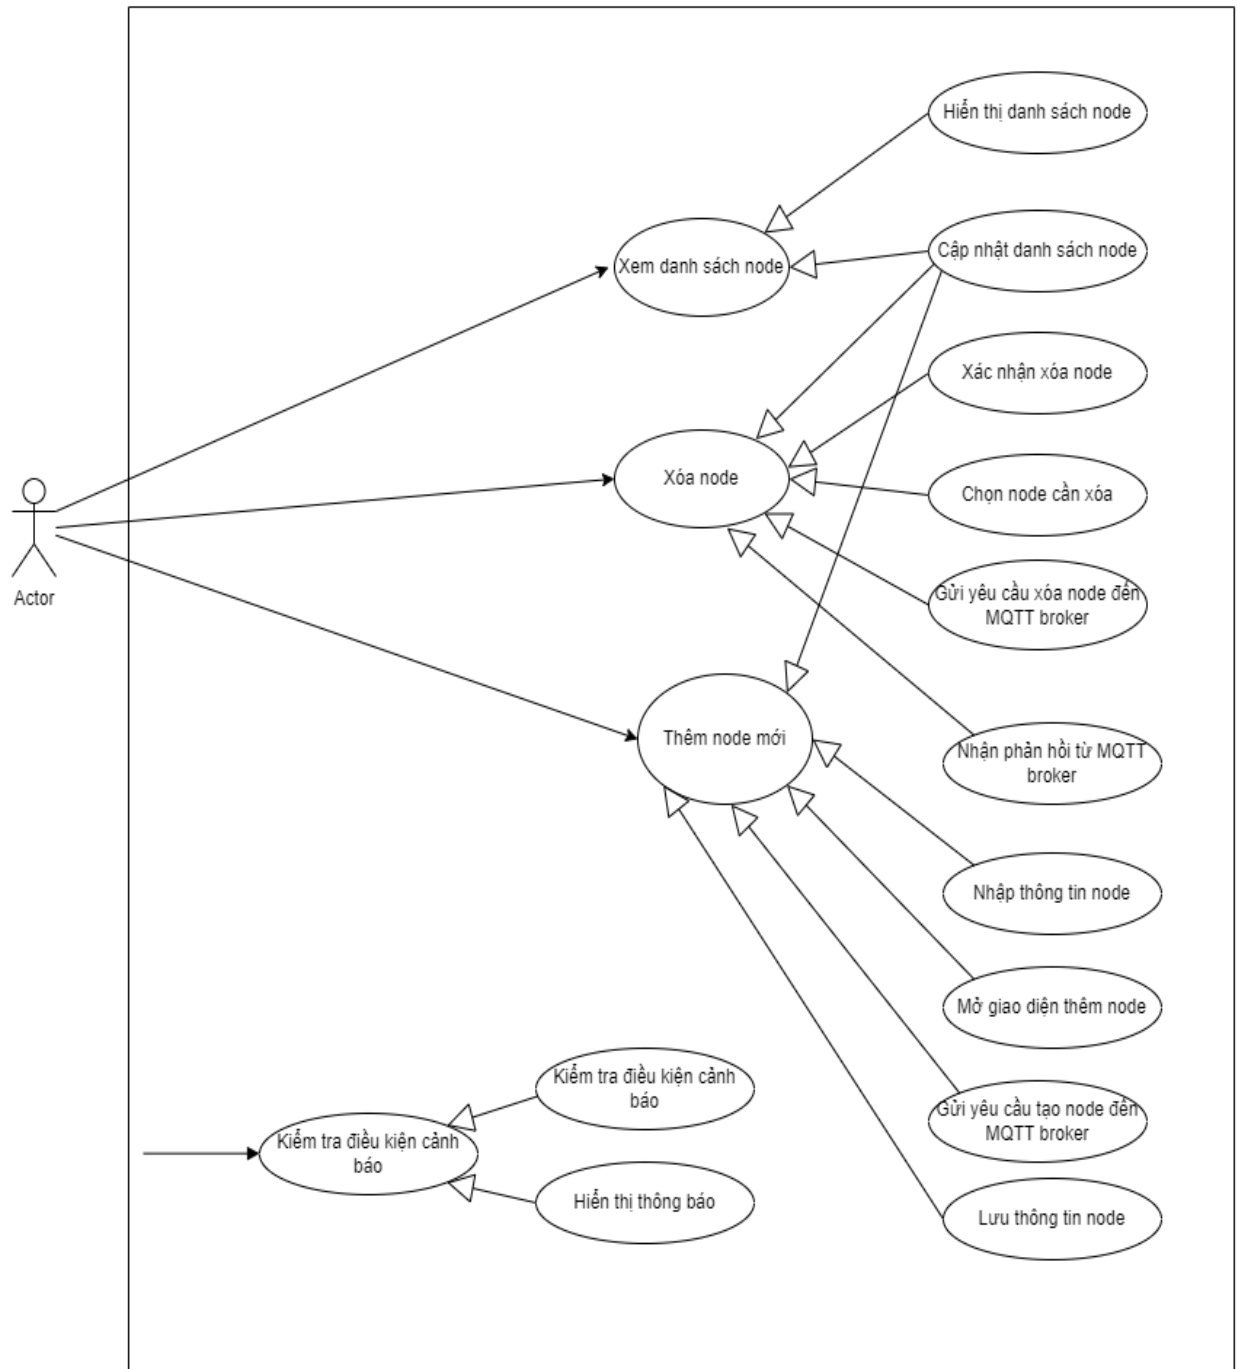 Hiển thị danh sách node
Cập nhật danh sách node
Xem danh sách node
Xác nhận xóa node
Xóa node
Chọn node cần xóa
Actor
Gửi yêu cầu xóa node đến
MQTT broker
Thêm node mới
Nhận phản hồi từ MQTT
broker
Nhập thông tin node
Mở giao diện thêm node
Kiểm tra điều kiện cảnh
báo
Gửi yêu cầu tạo node đến
MQTT broker
Kiểm tra điều kiện cảnh
báo
Hiển thị thông báo
Lưu thông tin node